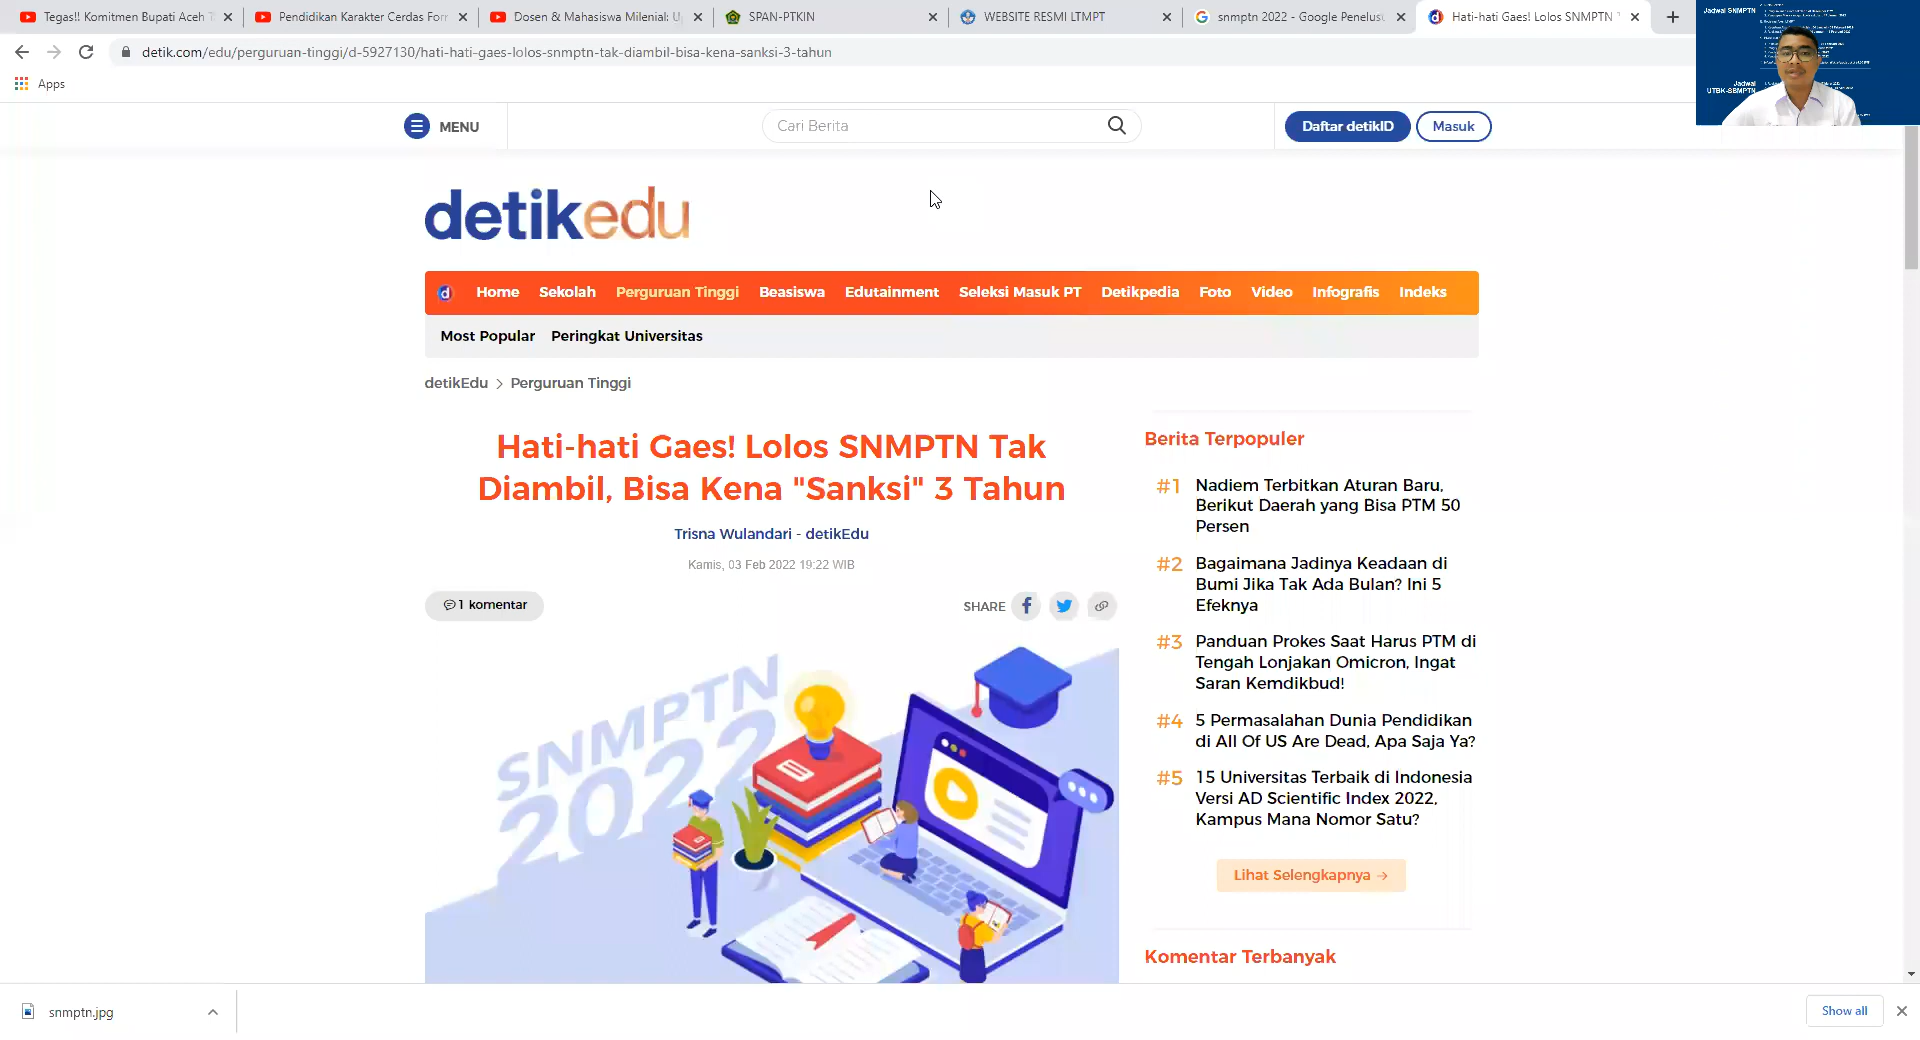 Tegas!! Komitmen Bupati Aceh T
Pendidikan Karakter Cerdas Forr
Dosen & Mahasiswa Milenial: U
SPAN-PTKIN
WEBSITE RESMI LTMPT
snmptn 2022 - Google Penelusu
Hati-hati Gaes! Lolos SNMPTN T
detik.com/edu/perguruan-tinggi/d-5927130/hati-hati-gaes-lolos-snmptn-tak-diambil-bisa-kena-sanksi-3-tahun
Apps
Jadwal SNMPTN
Jadwal
UTBK-SBMPTN
MENU
Cari Berita
Daftar detikID
Masuk
detikedu
d Home Sekolah Perguruan Tinggi Beasiswa Edutainment Seleksi Masuk PT Detikpedia Foto Video Infografis Indeks
Most Popular Peringkat Universitas
detikEdu > Perguruan Tinggi
Hati-hati Gaes! Lolos SNMPTN Tak
Diambil, Bisa Kena "Sanksi" 3 Tahun
Trisna Wulandari - detikEdu
Kamis, 03 Feb 2022 19:22 WIB
1 komentar
SHARE
SNMPTN
2022
Berita Terpopuler
#1 Nadiem Terbitkan Aturan Baru,
Berikut Daerah yang Bisa PTM 50
Persen
#2 Bagaimana Jadinya Keadaan di
Bumi Jika Tak Ada Bulan? Ini 5
Efeknya
#3 Panduan Prokes Saat Harus PTM di
Tengah Lonjakan Omicron, Ingat
Saran Kemdikbud!
#4 5 Permasalahan Dunia Pendidikan
di All Of US Are Dead, Apa Saja Ya?
#5 15 Universitas Terbaik di Indonesia
Versi AD Scientific Index 2022,
Kampus Mana Nomor Satu?
Lihat Selengkapnya →
Komentar Terbanyak
snmptn.jpg
Show all